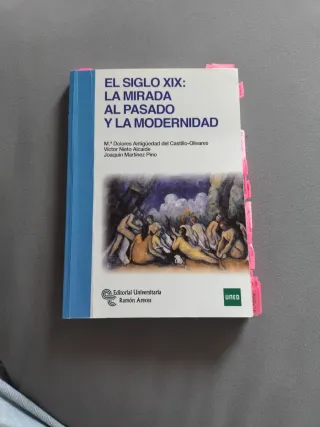 EL SIGLO XIX:
LA MIRADA
AL PASADO
Y LA MODERNIDAD
M.ª Dolores Antigüedad del Castillo-Olivares
Víctor Nieto Alcaide
Joaquín Martínez Pino
Editorial Universitaria
Ramón Areces
UNED